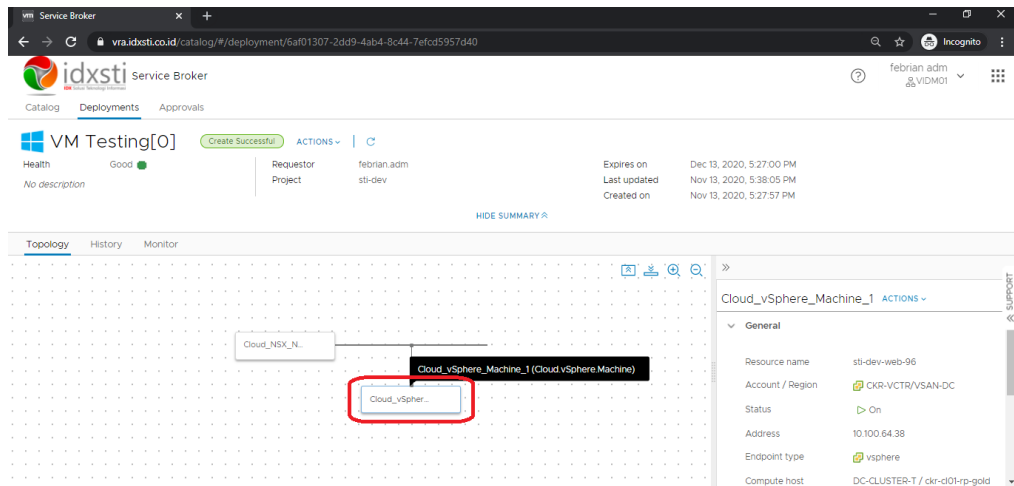 vm Service Broker
vra.idxsti.co.id/catalog/#/deployment/6af01307-2dd9-4ab4-8c44-7efcd5957d40
Incognito
idxsti Service Broker
febrian adm
VIDM01
Catalog Deployments Approvals
VM Testing[0] Create Successful ACTIONS
Health Good Requestor febrian.adm Expires on Dec 13, 2020, 5:27:00 PM
No description Project sti-dev Last updated Nov 13, 2020, 5:38:05 PM
Created on Nov 13, 2020, 5:27:57 PM
HIDE SUMMARY
Topology History Monitor
SUPPORT
Cloud_vSphere_Machine_1 ACTIONS
General
Cloud_NSX_N...
Cloud_vSphere_Machine_1 (Cloud.vSphere.Machine)
Cloud_vSpher...
Resource name sti-dev-web-96
Account / Region CKR-VCTR/VSAN-DC
Status On
Address 10.100.64.38
Endpoint type vsphere
Compute host DC-CLUSTER-T / ckr-cl01-rp-gold